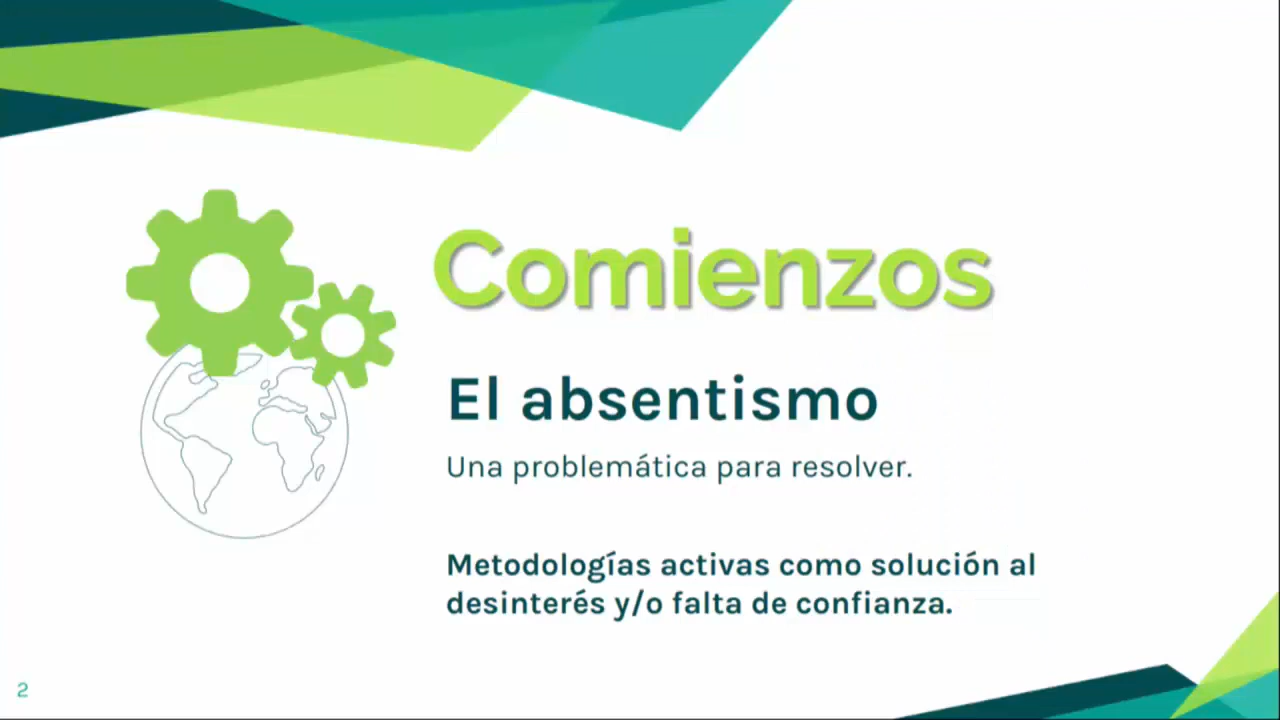 Comienzos
El absentismo
Una problemática para resolver.
Metodologías activas como solución al
desinterés y/o falta de confianza.
2